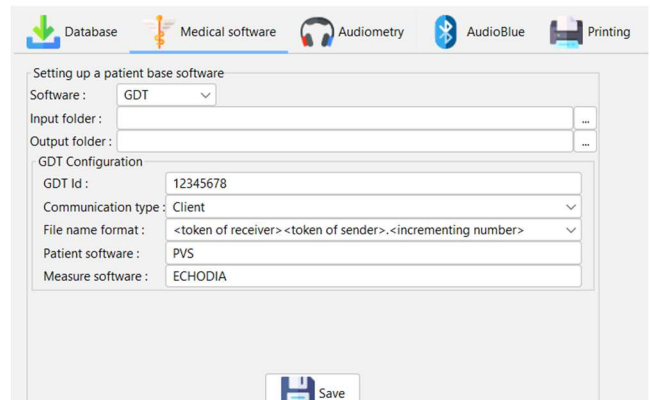 Database Medical software Audiometry AudioBlue Printing
Setting up a patient base software
Software : GDT
Input folder : ...
Output folder : ...
GDT Configuration
GDT Id : 12345678
Communication type : Client
File name format : <token of receiver><token of sender>.<incrementing number>
Patient software : PVS
Measure software : ECHODIA
Save